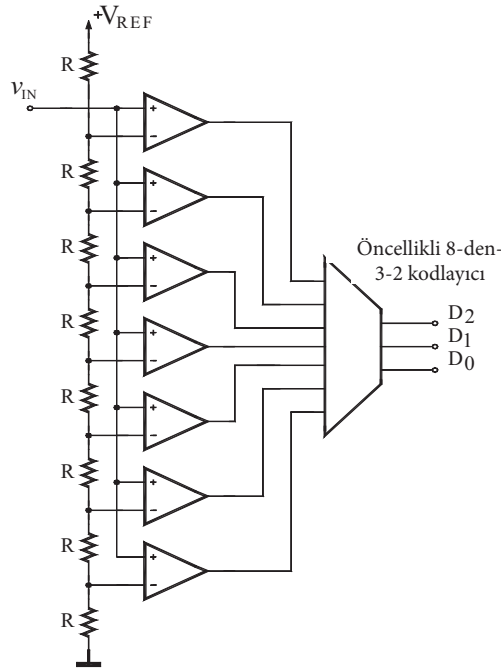 +VREF
R
vIN
R
R
R
R
R
R
R
+
−
+
−
+
−
+
−
+
−
+
−
+
−
Öncellikli 8-den-
3-2 kodlayıcı
D2
D1
D0